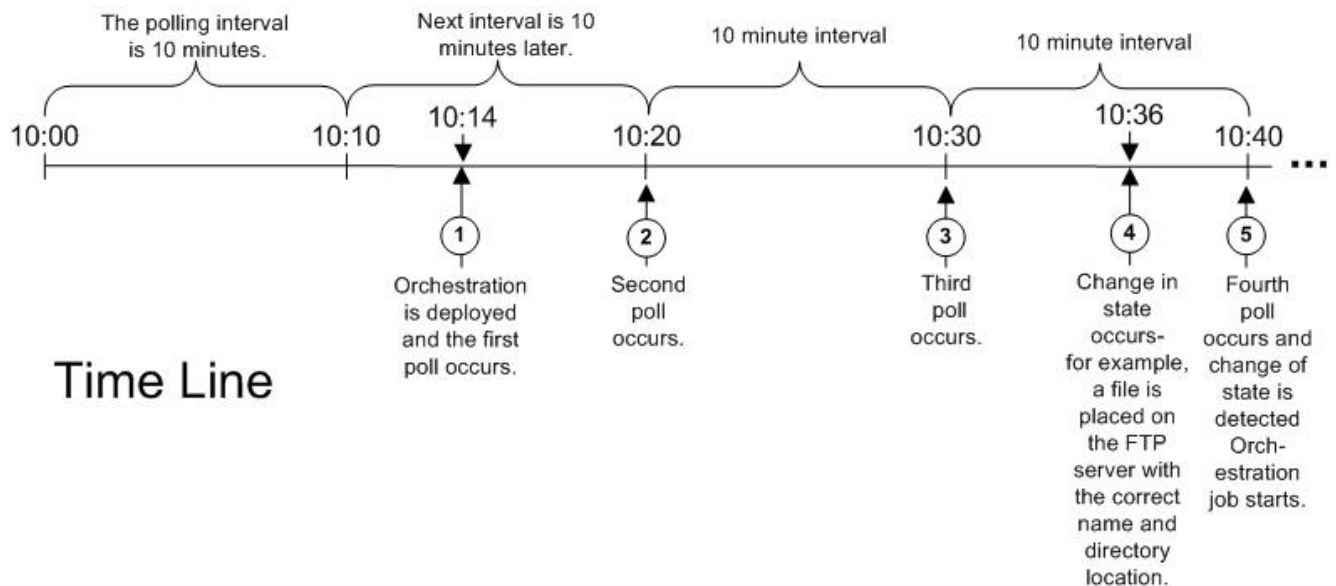 The polling interval
is 10 minutes.
Next interval is 10
minutes later.
10 minute interval
10 minute interval
10:00
10:10
10:14
10:20
10:30
10:36
10:40
...
1
2
3
4
5
Orchestration
is deployed
and the first
poll occurs.
Second
poll
occurs.
Third
poll
occurs.
Change in
state
occurs-
for example,
a file is
placed on
the FTP
server with
the correct
name and
directory
location.
Fourth
poll
occurs and
change of
state is
detected
Orch-
estration
job starts.
Time Line